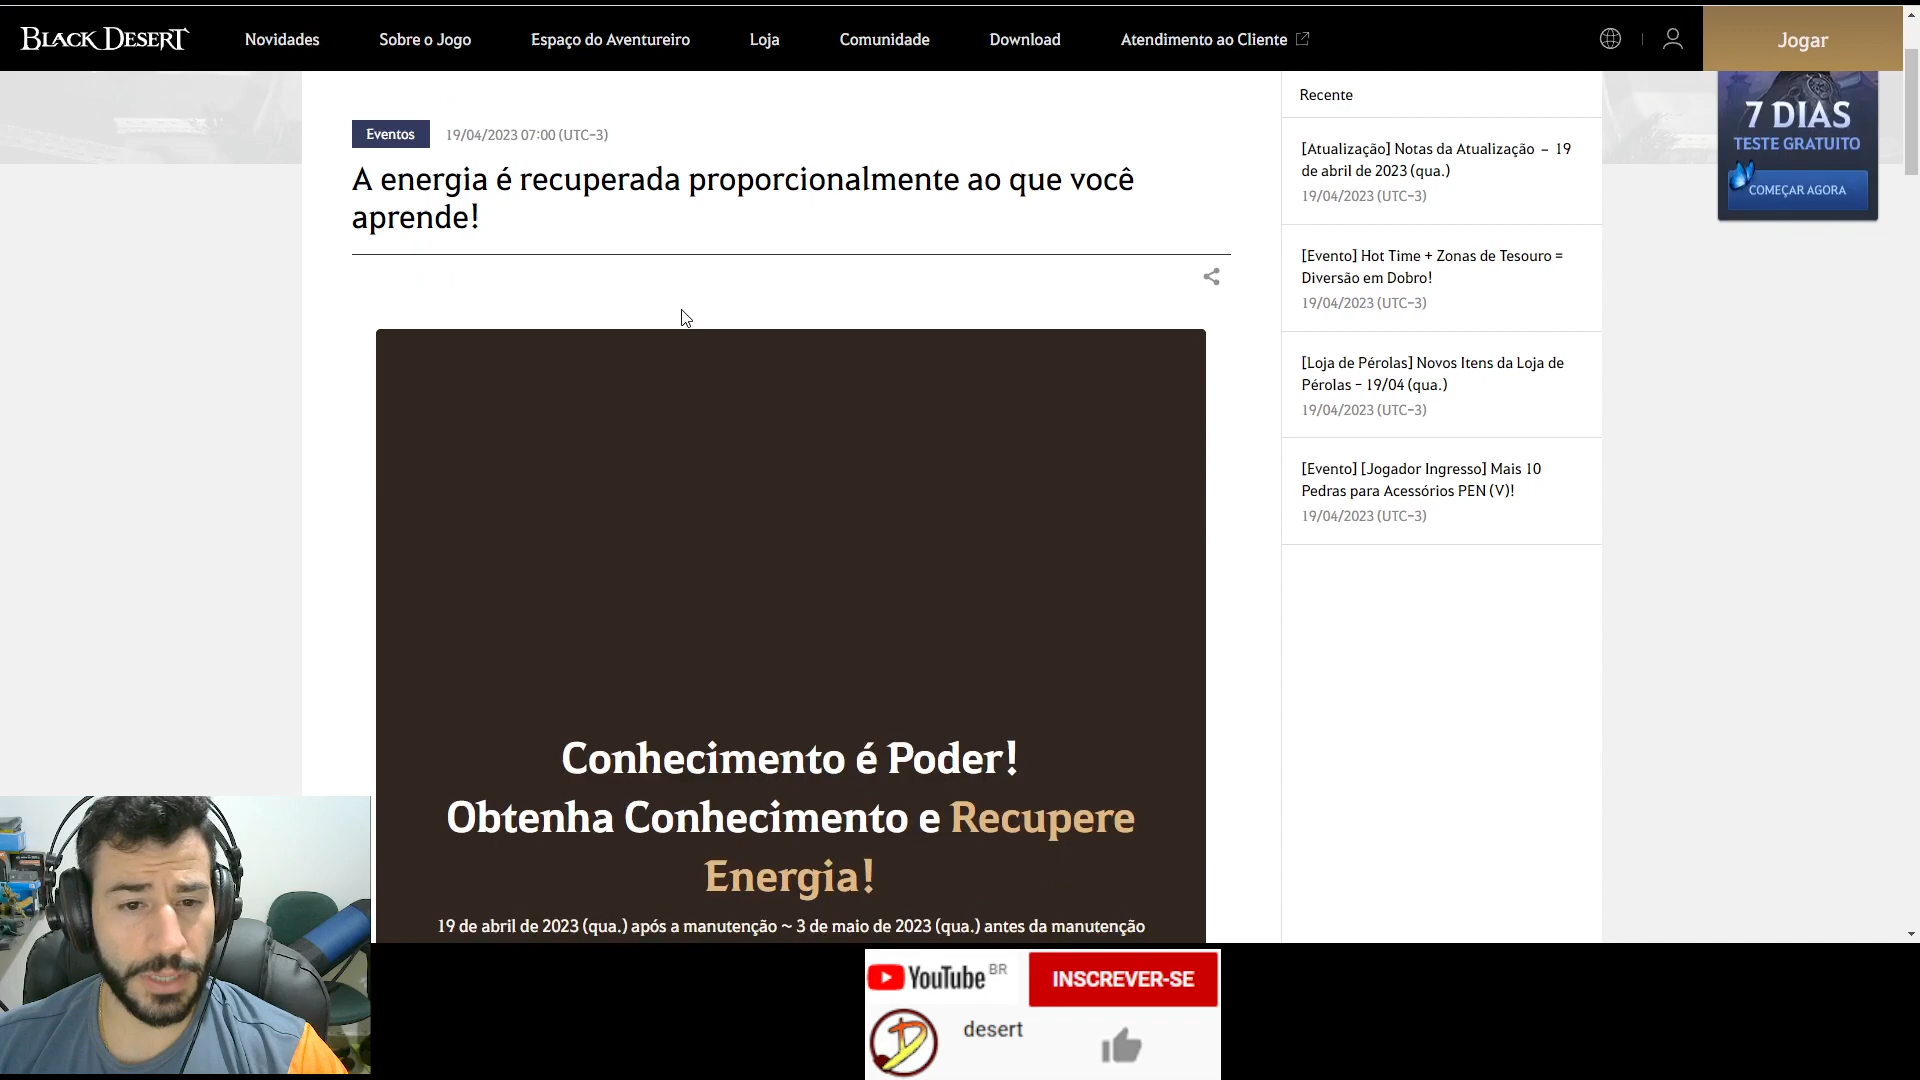 BLACK DESERT
Novidades
Sobre o Jogo
Espaço do Aventureiro
Loja
Comunidade
Download
Atendimento ao Cliente
Jogar
Eventos
19/04/2023 07:00 (UTC-3)
A energia é recuperada proporcionalmente ao que você
aprende!
Conhecimento é Poder!
Obtenha Conhecimento e Recupere
Energia!
19 de abril de 2023 (qua.) após a manutenção ~ 3 de maio de 2023 (qua.) antes da manutenção
Recente
[Atualização] Notas da Atualização – 19
de abril de 2023 (qua.)
19/04/2023 (UTC-3)
[Evento] Hot Time + Zonas de Tesouro =
Diversão em Dobro!
19/04/2023 (UTC-3)
[Loja de Pérolas] Novos Itens da Loja de
Pérolas - 19/04 (qua.)
19/04/2023 (UTC-3)
[Evento] [Jogador Ingresso] Mais 10
Pedras para Acessórios PEN (V)!
19/04/2023 (UTC-3)
7 DIAS
TESTE GRATUITO
COMEÇAR AGORA
YouTube BR
INSCREVER-SE
desert